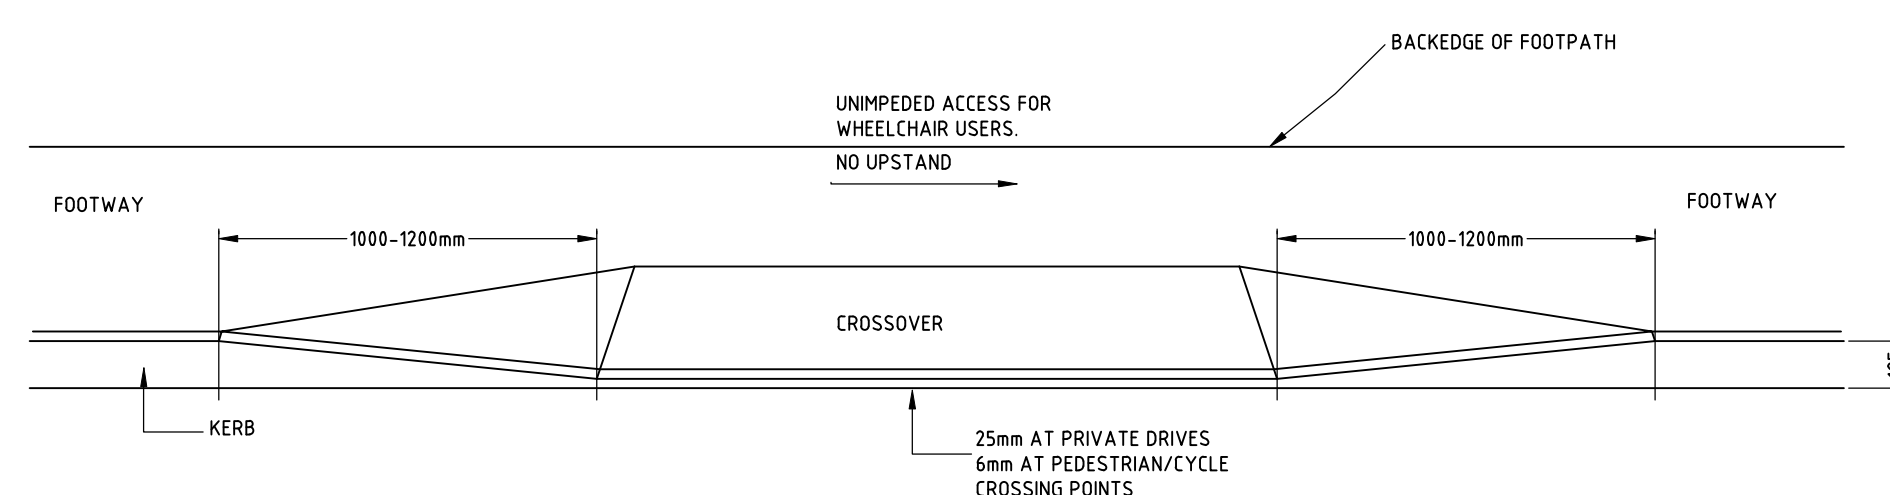 BACKEDGE OF FOOTPATH
UNIMPEDED ACCESS FOR
WHEELCHAIR USERS.
NO UPSTAND
FOOTWAY
FOOTWAY
1000-1200mm
1000-1200mm
CROSSOVER
KERB
25mm AT PRIVATE DRIVES
6mm AT PEDESTRIAN/CYCLE
CROSSING POINTS